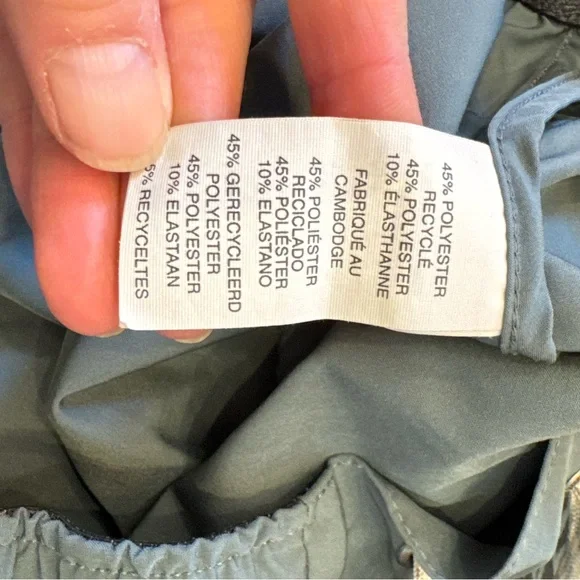 45% POLYESTER
RECYCLÉ
45% POLYESTER
10% ÉLASTHANNE
FABRIQUÉ AU
CAMBODGE
45% POLIÉSTER
RECICLADO
45% POLIÉSTER
10% ELASTANO
45% GERECYCLEERD
POLYESTER
45% POLYESTER
10% ELASTAAN
5% RECYCELTES